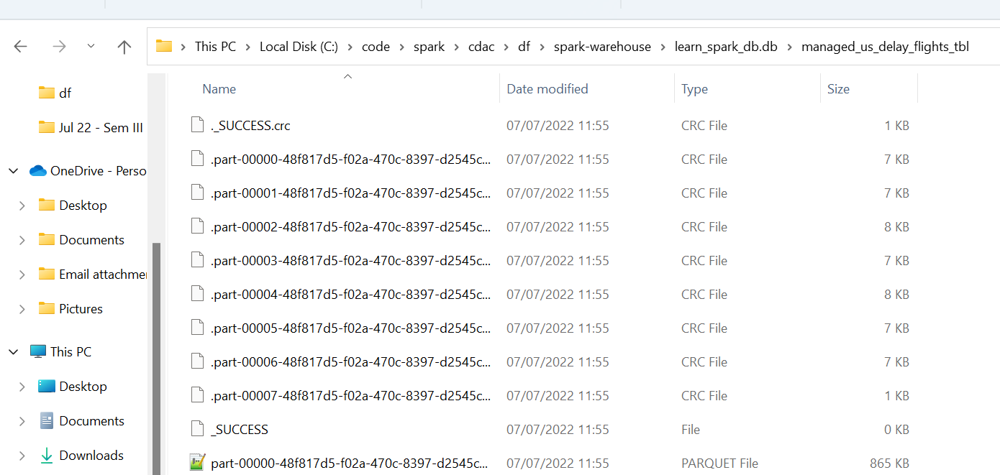 This PC > Local Disk (C:) > code > spark > cdac > df > spark-warehouse > learn_spark_db.db > managed_us_delay_flights_tbl
df
Jul 22 - Sem III
OneDrive - Perso
Desktop
Documents
Email attachme
Pictures
This PC
Desktop
Documents
Downloads
Name Date modified Type Size
._SUCCESS.crc 07/07/2022 11:55 CRC File 1 KB
.part-00000-48f817d5-f02a-470c-8397-d2545c... 07/07/2022 11:55 CRC File 7 KB
.part-00001-48f817d5-f02a-470c-8397-d2545c... 07/07/2022 11:55 CRC File 7 KB
.part-00002-48f817d5-f02a-470c-8397-d2545c... 07/07/2022 11:55 CRC File 8 KB
.part-00003-48f817d5-f02a-470c-8397-d2545c... 07/07/2022 11:55 CRC File 7 KB
.part-00004-48f817d5-f02a-470c-8397-d2545c... 07/07/2022 11:55 CRC File 8 KB
.part-00005-48f817d5-f02a-470c-8397-d2545c... 07/07/2022 11:55 CRC File 7 KB
.part-00006-48f817d5-f02a-470c-8397-d2545c... 07/07/2022 11:55 CRC File 7 KB
.part-00007-48f817d5-f02a-470c-8397-d2545c... 07/07/2022 11:55 CRC File 1 KB
_SUCCESS 07/07/2022 11:55 File 0 KB
part-00000-48f817d5-f02a-470c-8397-d2545c... 07/07/2022 11:55 PARQUET File 865 KB